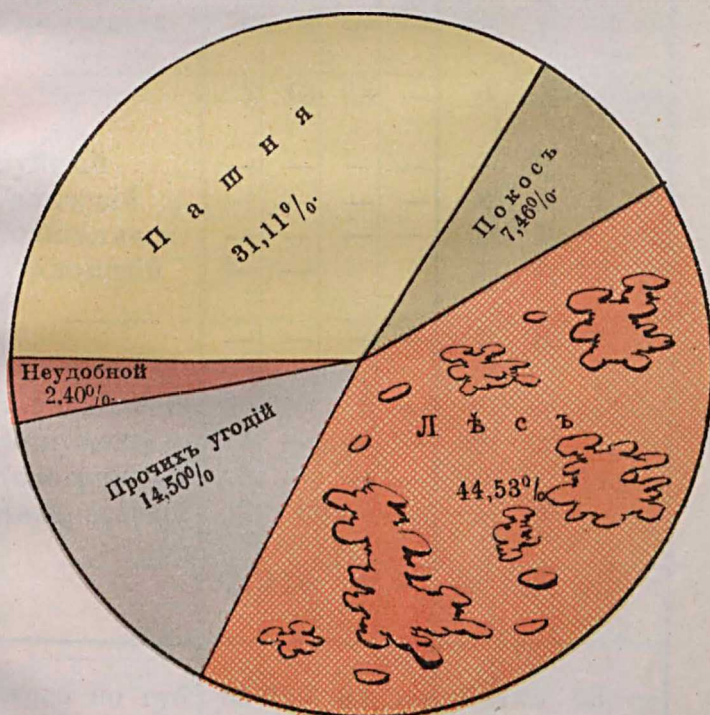 Пашня
31,11%.
Покосъ
7,46%.
Неудобной
2,40%.
Прочихъ угодій
14,50%
Лѣсъ
44,53%